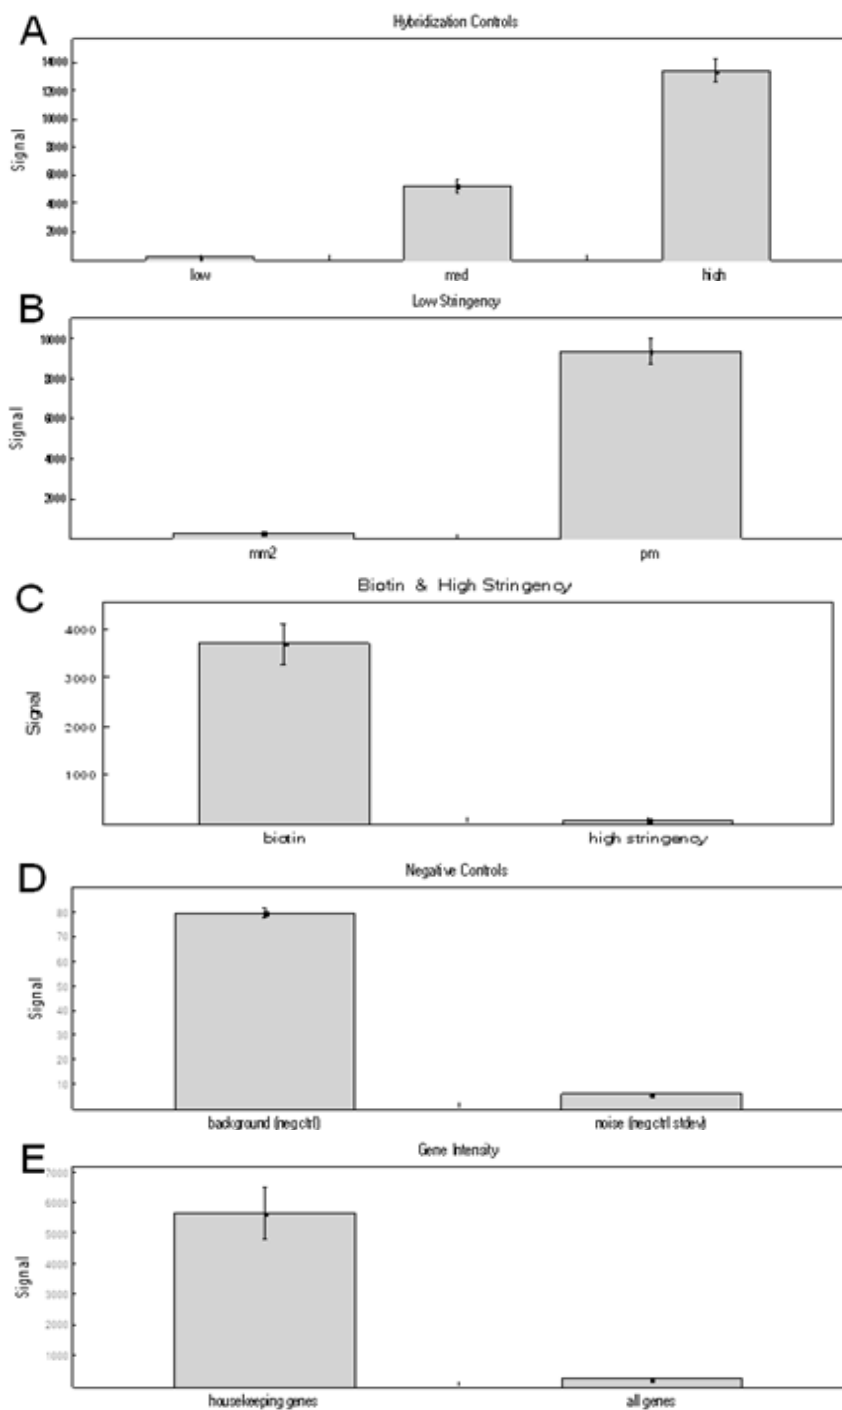 A
Hybridization Controls
14000
12000
10000
8000
6000
4000
2000
Signal
low med high
B
Low Stringency
10000
8000
6000
4000
2000
Signal
mm2 pm
C
Biotin & High Stringency
4000
3000
2000
1000
Signal
biotin high stringency
D
Negative Controls
80
70
60
50
40
30
20
10
Signal
background (neg ctrl) noise (neg ctrl stdev)
E
Gene Intensity
7000
6000
5000
4000
3000
2000
1000
Signal
housekeeping genes all genes